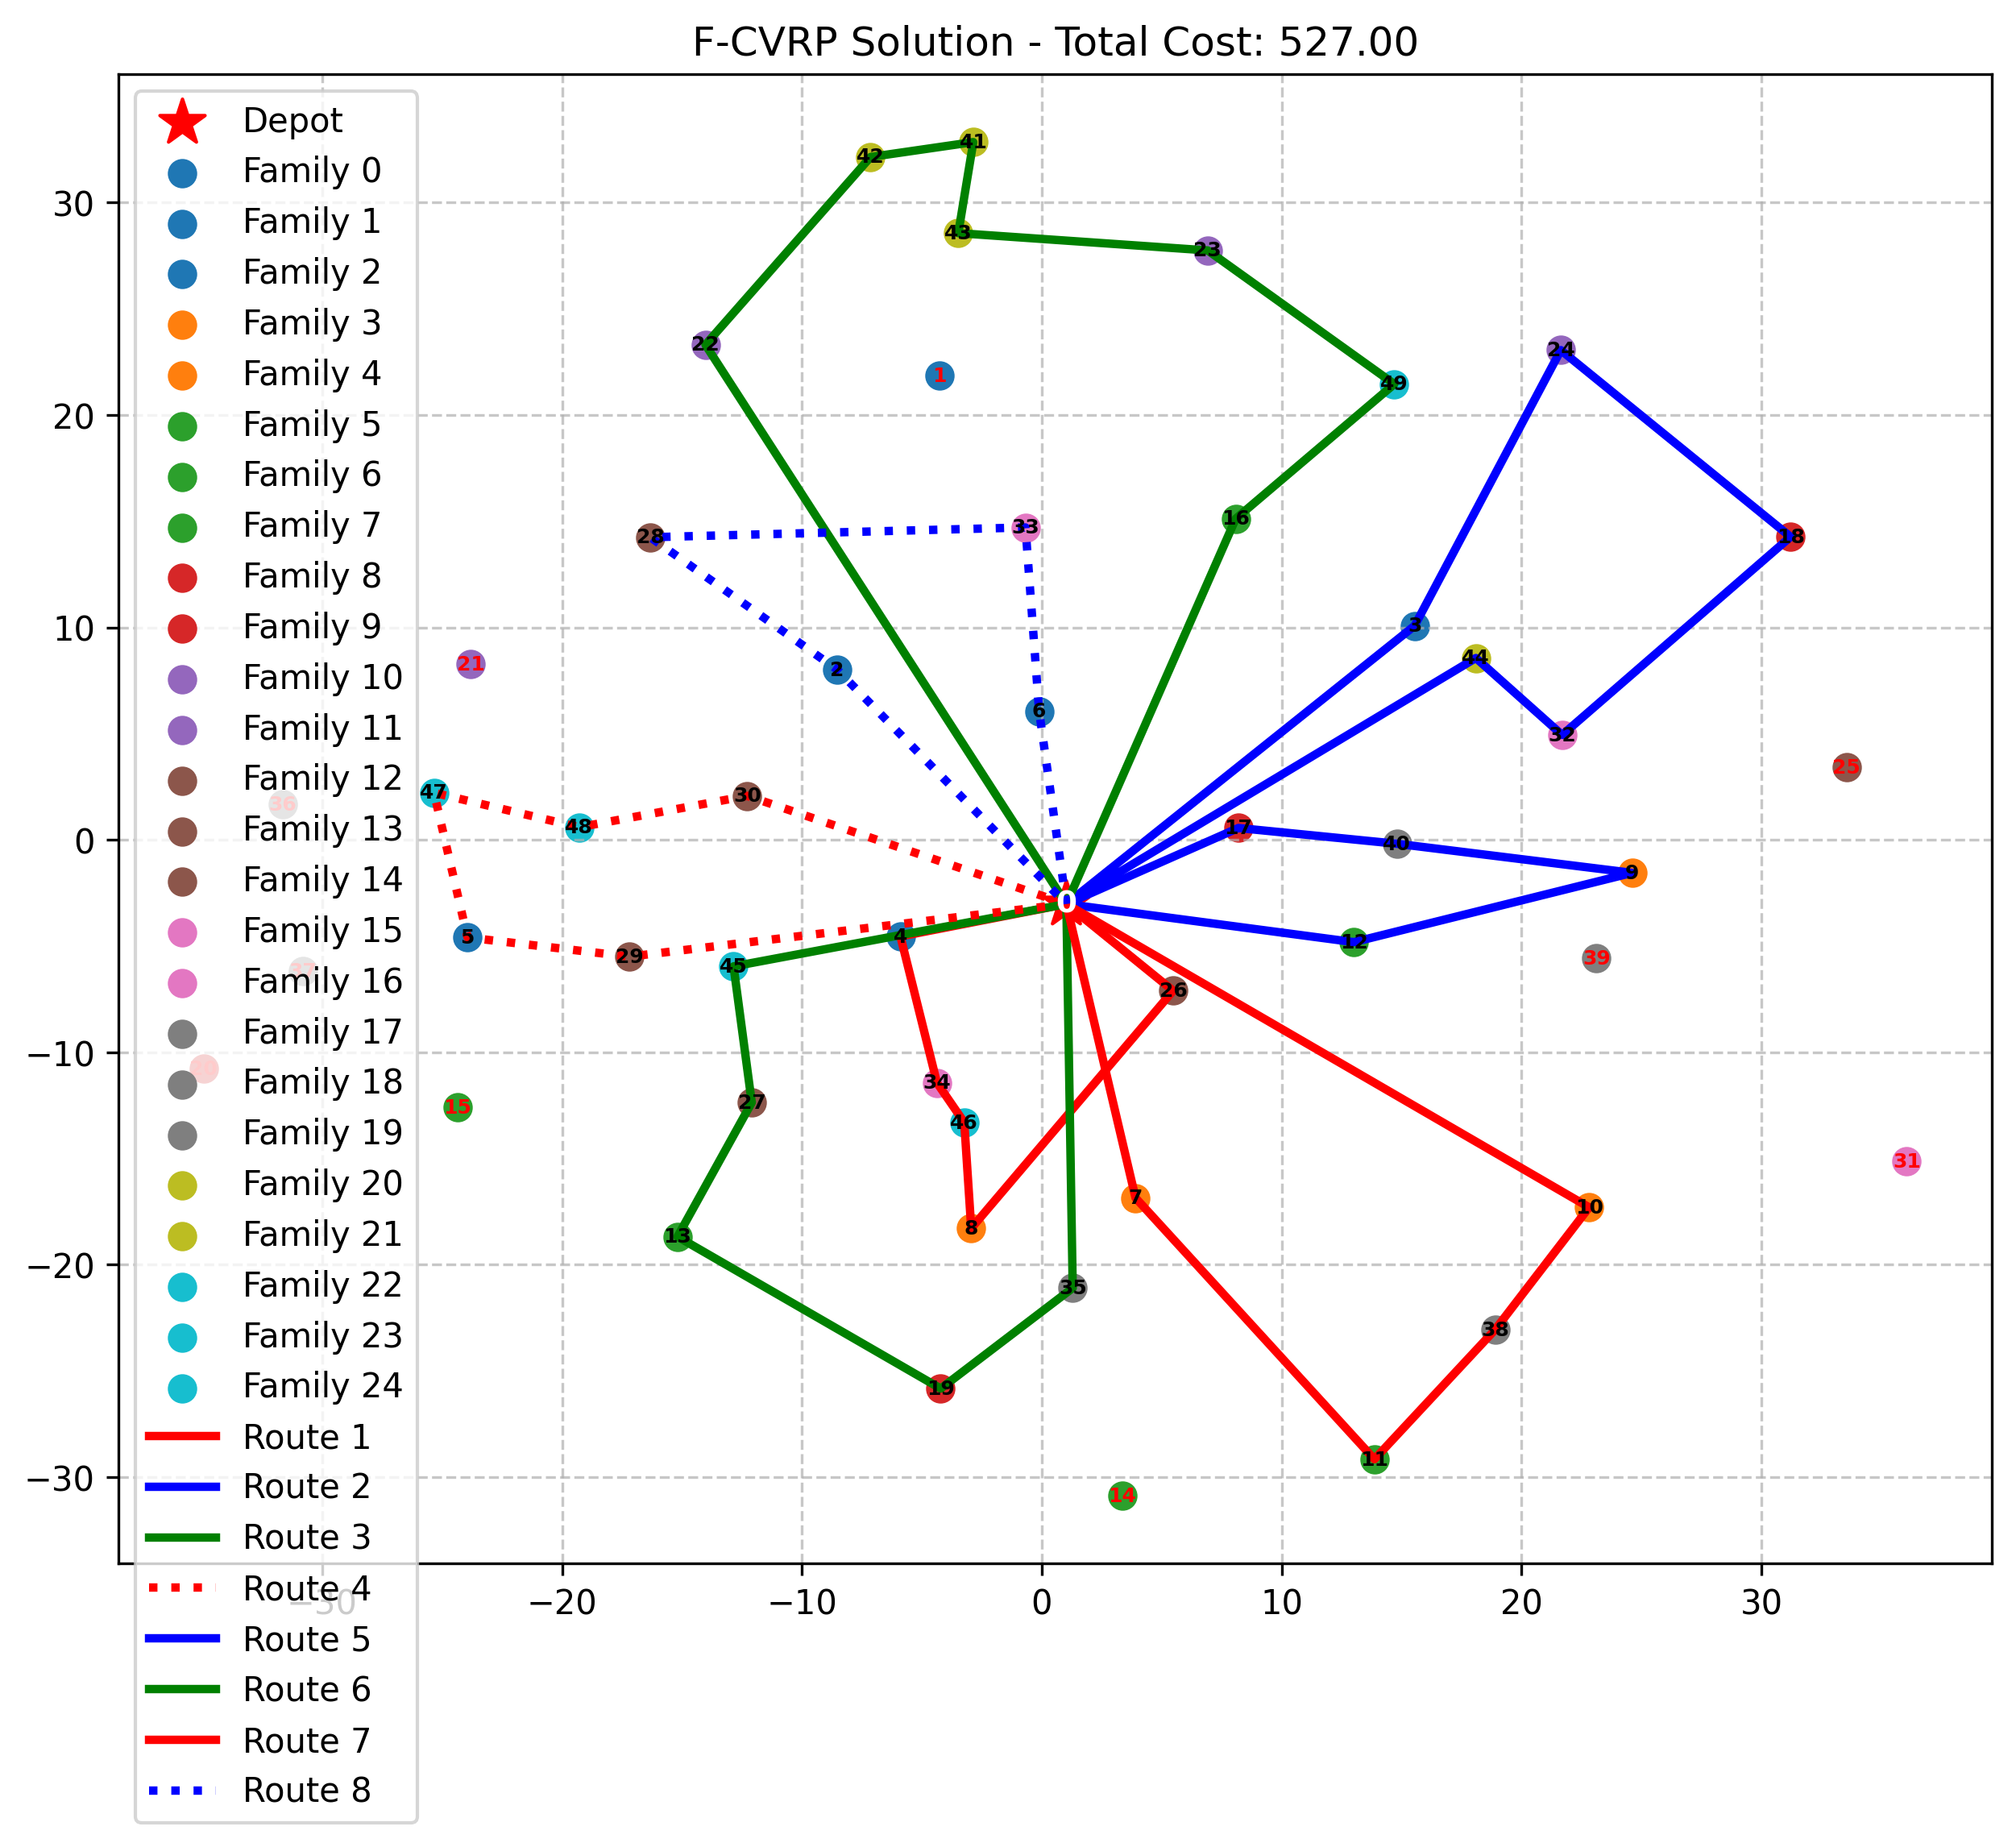 F-CVRP Solution - Total Cost: 527.00
Depot
Family 0
Family 1
Family 2
Family 3
Family 4
Family 5
Family 6
Family 7
Family 8
Family 9
Family 10
Family 11
Family 12
Family 13
Family 14
Family 15
Family 16
Family 17
Family 18
Family 19
Family 20
Family 21
Family 22
Family 23
Family 24
Route 1
Route 2
Route 3
Route 4
Route 5
Route 6
Route 7
Route 8
30
20
10
0
−10
−20
−30
41
42
43
23
22
24
1
49
16
33
28
18
3
44
2
21
6
32
25
47
36
48
30
17
40
9
0
4
12
5
29
45
39
37
26
34
27
15
46
31
7
10
8
13
35
38
19
11
14
−30
−20
−10
0
10
20
30